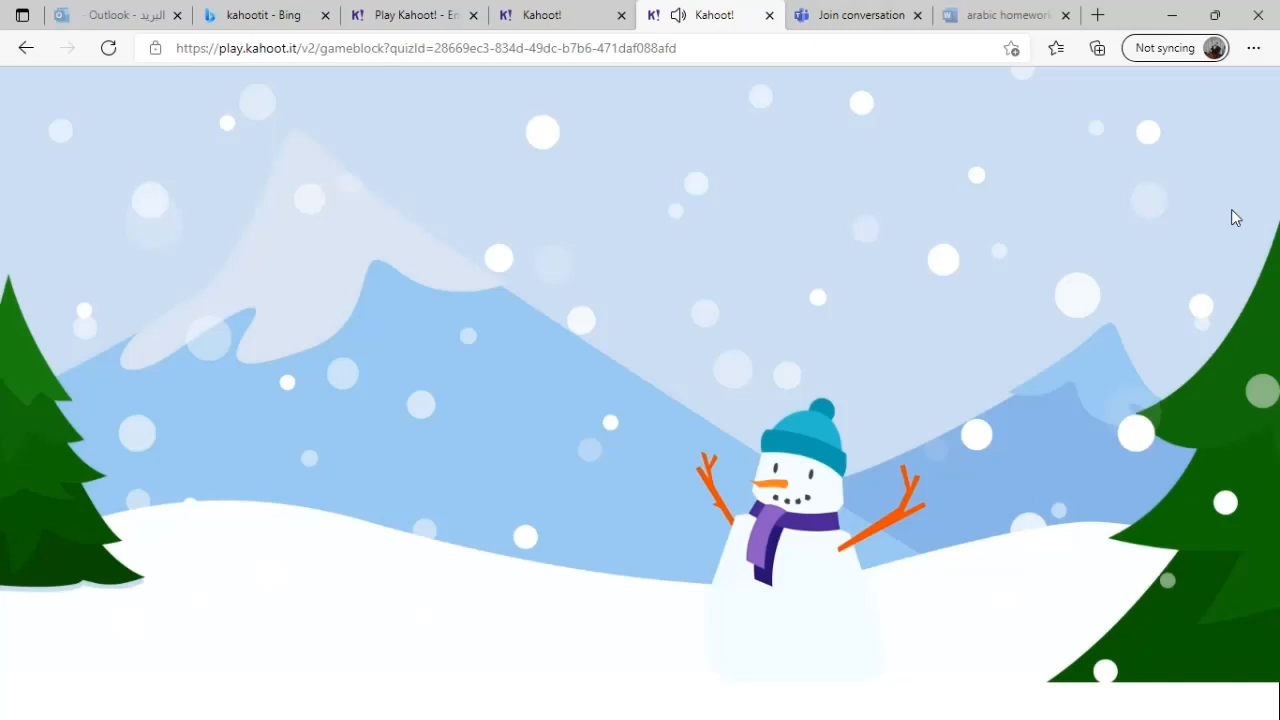 البريد - Outlook
kahootit - Bing
Play Kahoot! - En
Kahoot!
Kahoot!
Join conversation
arabic homework
https://play.kahoot.it/v2/gameblock?quizId=28669ec3-834d-49dc-b7b6-471daf088afd
Not syncing